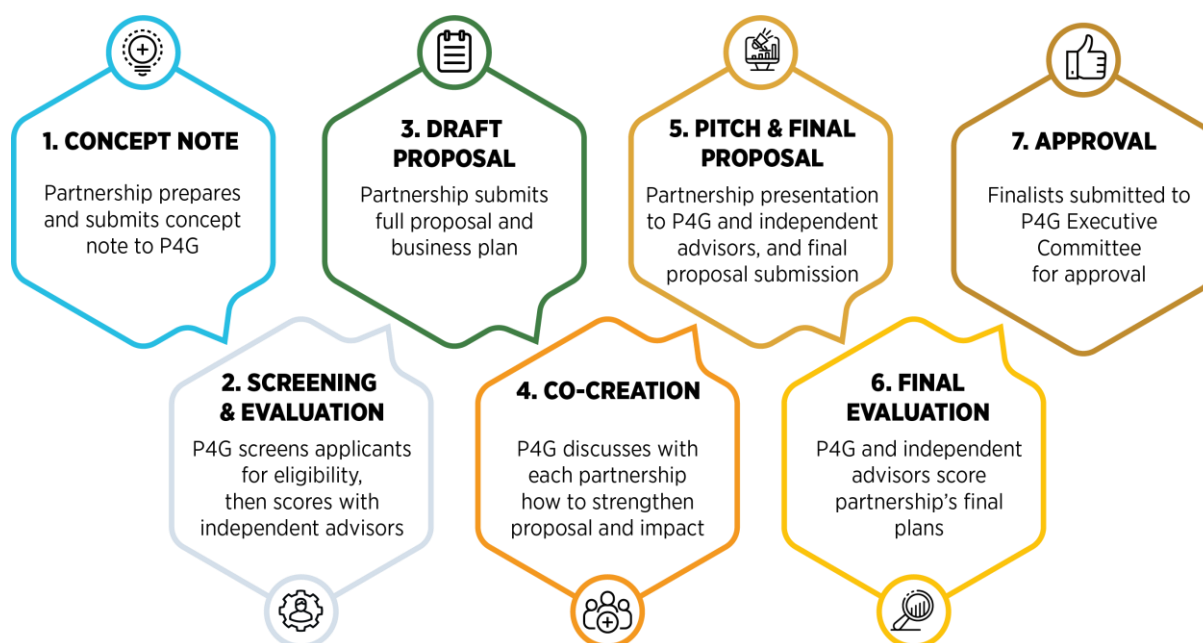 1. CONCEPT NOTE
Partnership prepares
and submits concept
note to P4G
2. SCREENING
& EVALUATION
P4G screens applicants
for eligibility,
then scores with
independent advisors
3. DRAFT
PROPOSAL
Partnership submits
full proposal and
business plan
4. CO-CREATION
P4G discusses with
each partnership
how to strengthen
proposal and impact
5. PITCH & FINAL
PROPOSAL
Partnership presentation
to P4G and independent
advisors, and final
proposal submission
6. FINAL
EVALUATION
P4G and independent
advisors score
partnership's final
plans
7. APPROVAL
Finalists submitted to
P4G Executive
Committee
for approval